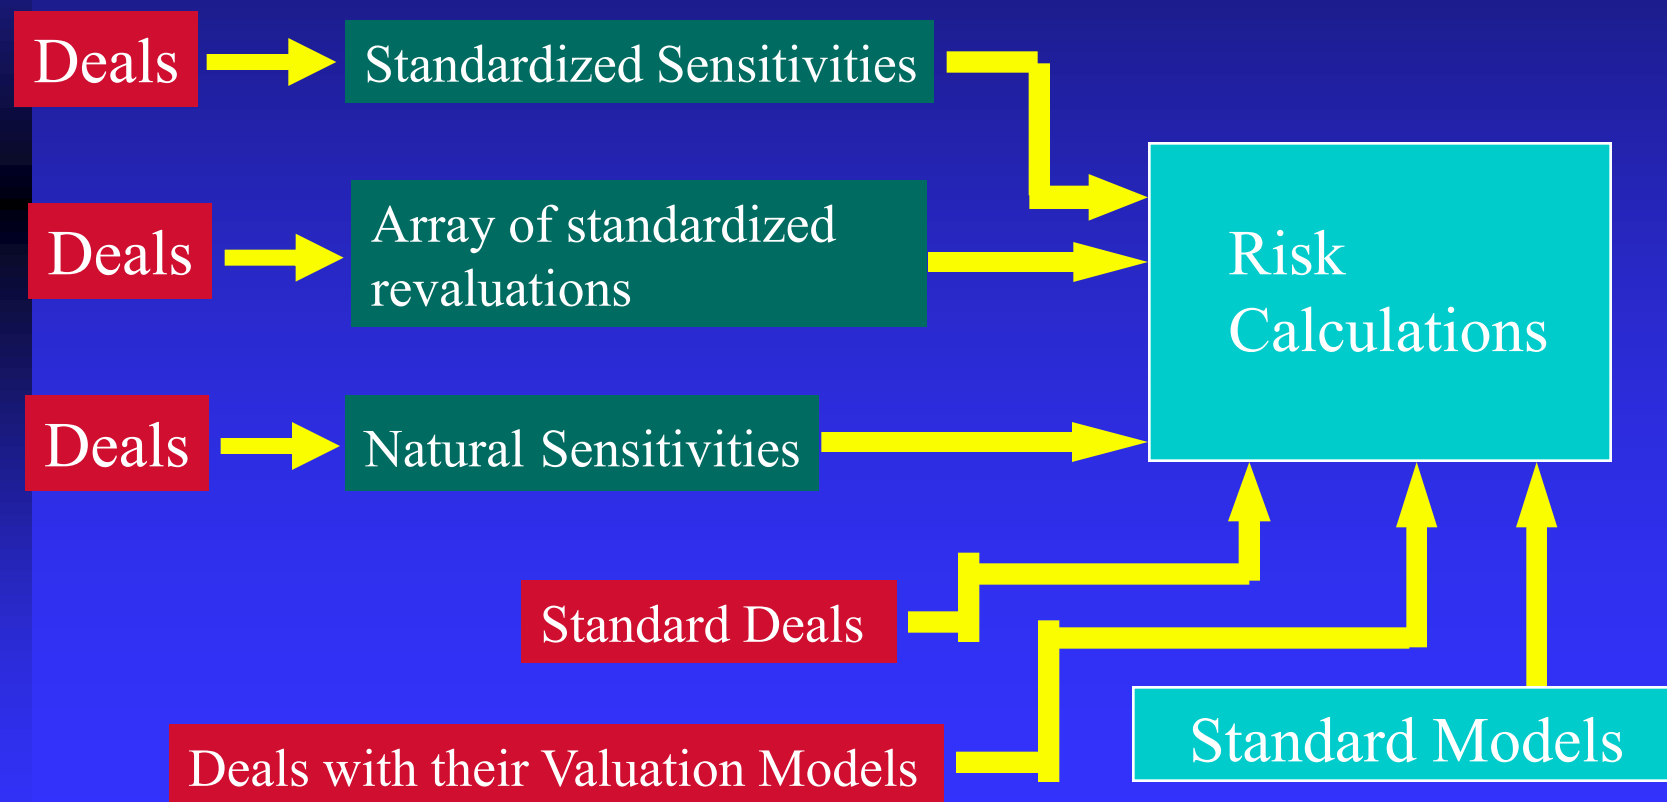 Deals
Standardized Sensitivities
Deals
Array of standardized
revaluations
Risk
Calculations
Deals
Natural Sensitivities
Standard Deals
Deals with their Valuation Models
Standard Models